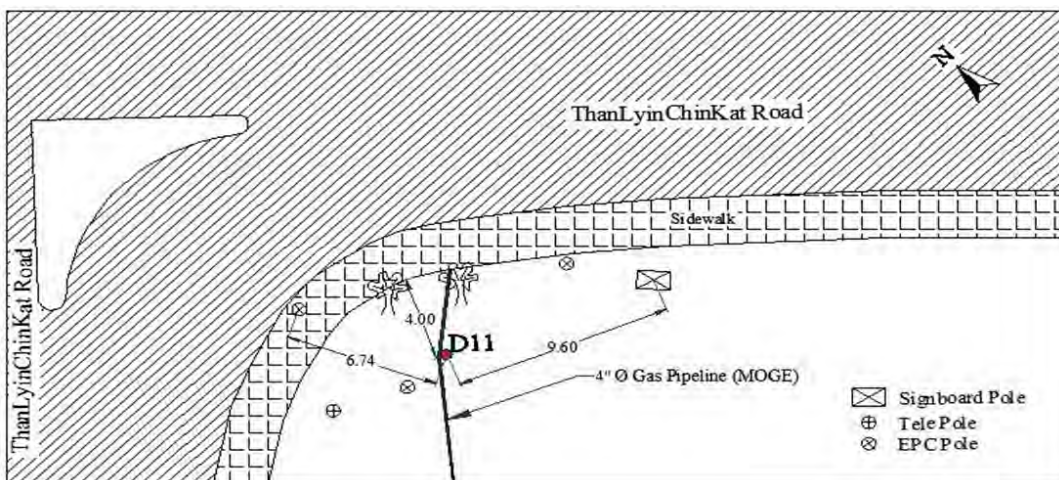 N
ThanLyinChinKat Road
Sidewalk
ThanLyinChinKat Road
4.00
D11
6.74
9.60
4" Ø Gas Pipeline (MOGE)
Signboard Pole
Tele Pole
EPC Pole